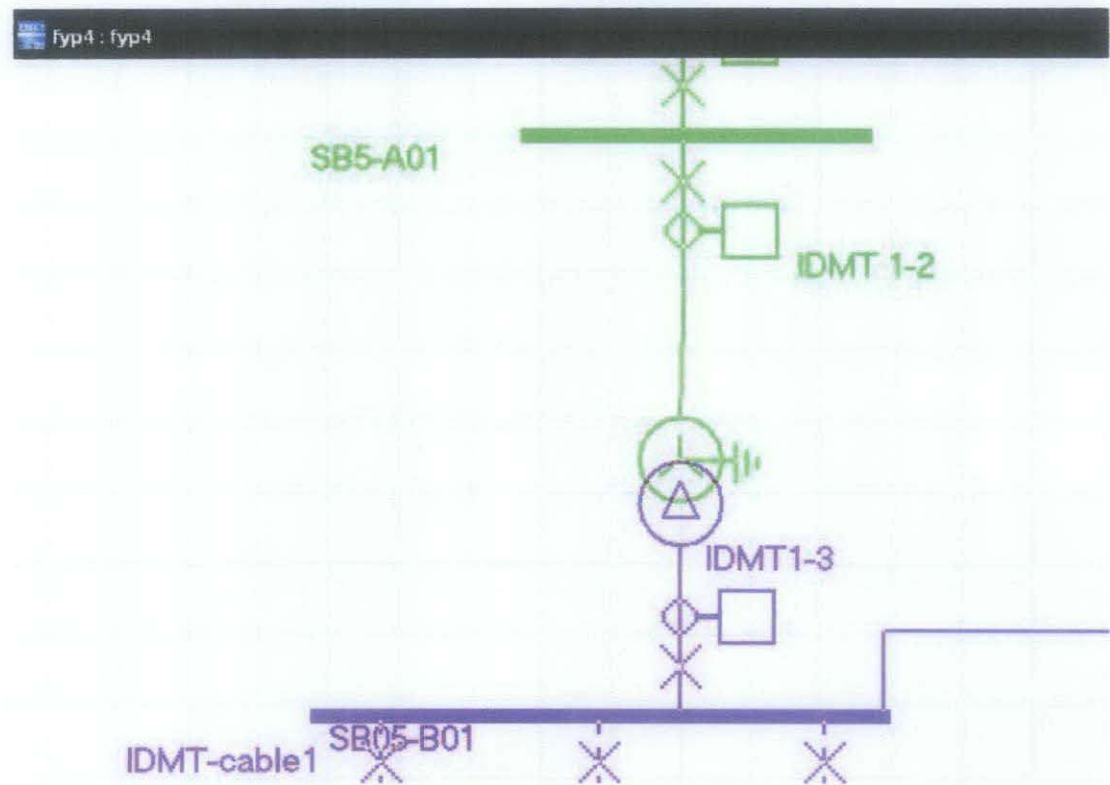 fyp4 : fyp4
SB5-A01
IDMT 1-2
IDMT1-3
SB05-B01
IDMT-cable1